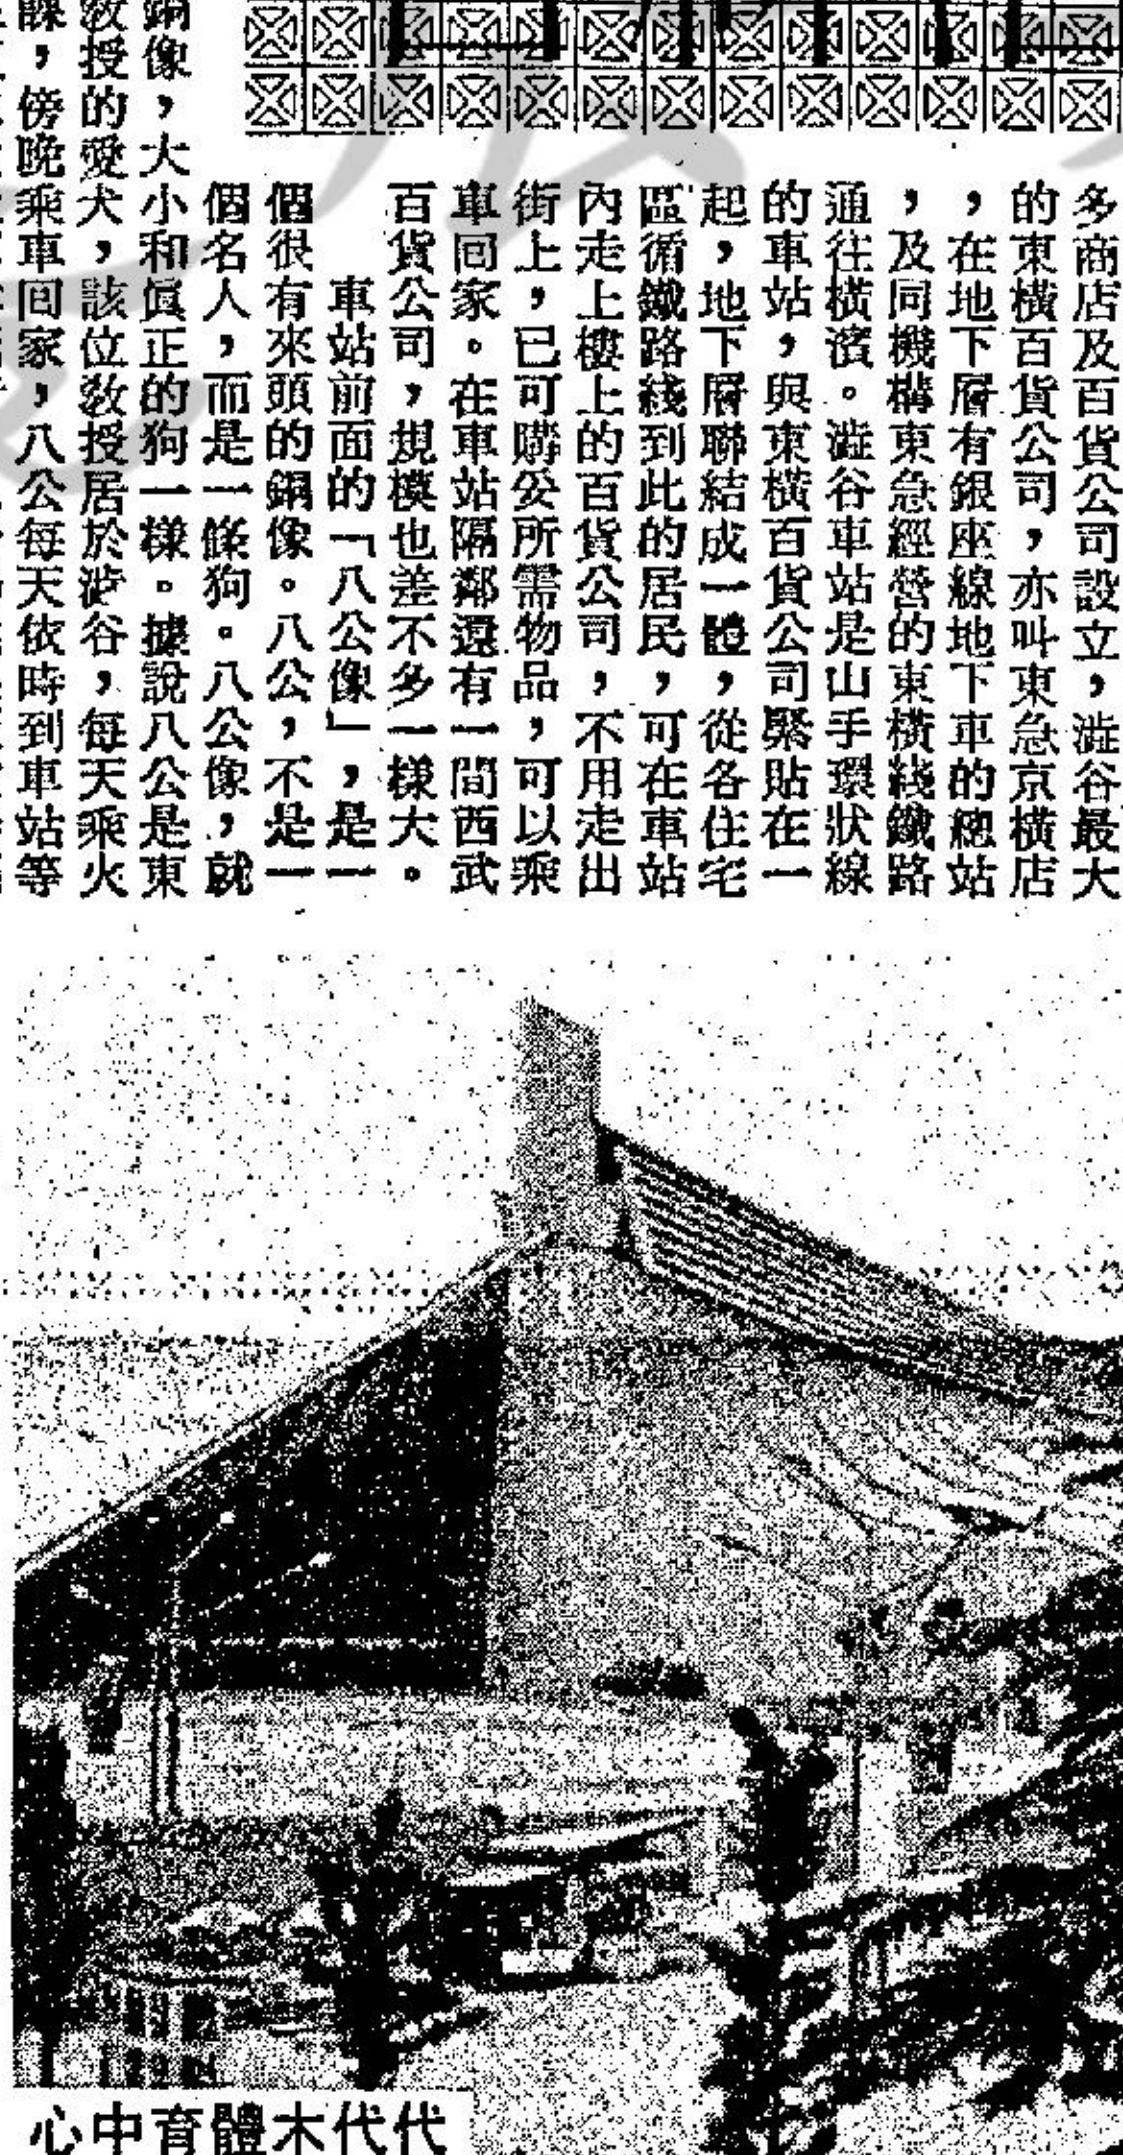 多商店及百貨公司設立，澁谷最大
的東橫百貨公司，亦叫東急京橫店
，在地下層有銀座線地下車的總站
，及同機構東急經營的東橫綫鐵路
通往橫濱。澁谷車站是山手環狀線
的車站，與東橫百貨公司緊貼在一
起，地下層聯結成一體，從各住宅
區循鐵路綫到此的居民，可在車站
內走上樓上的百貨公司，不用走出
街上，已可購妥所需物品，可以乘
車囘家。在車站隔鄰還有一間西武
百貨公司，規模也差不多一樣大。
車站前面的「八公像」，是一
個很有來頭的銅像。八公，不是一
個名人，而是一條狗。八公像，就
銅像，大小和眞正的狗一樣。據說八公是東
敎授的愛犬，該位敎授居於澁谷，每天乘火
課，傍晚乘車囘家，八公每天依時到車站等
心中育體木代代